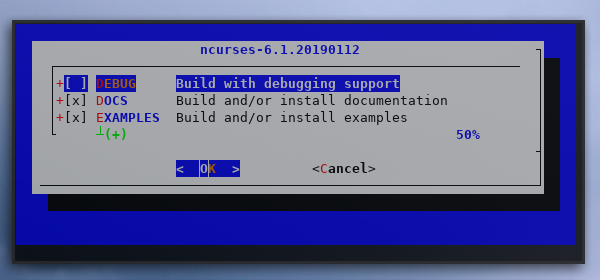 ncurses-6.1.20190112
+[ ] DEBUG Build with debugging support
+[x] DOCS Build and/or install documentation
+[x] EXAMPLES Build and/or install examples
┴(+) 50%
< OK > <Cancel>